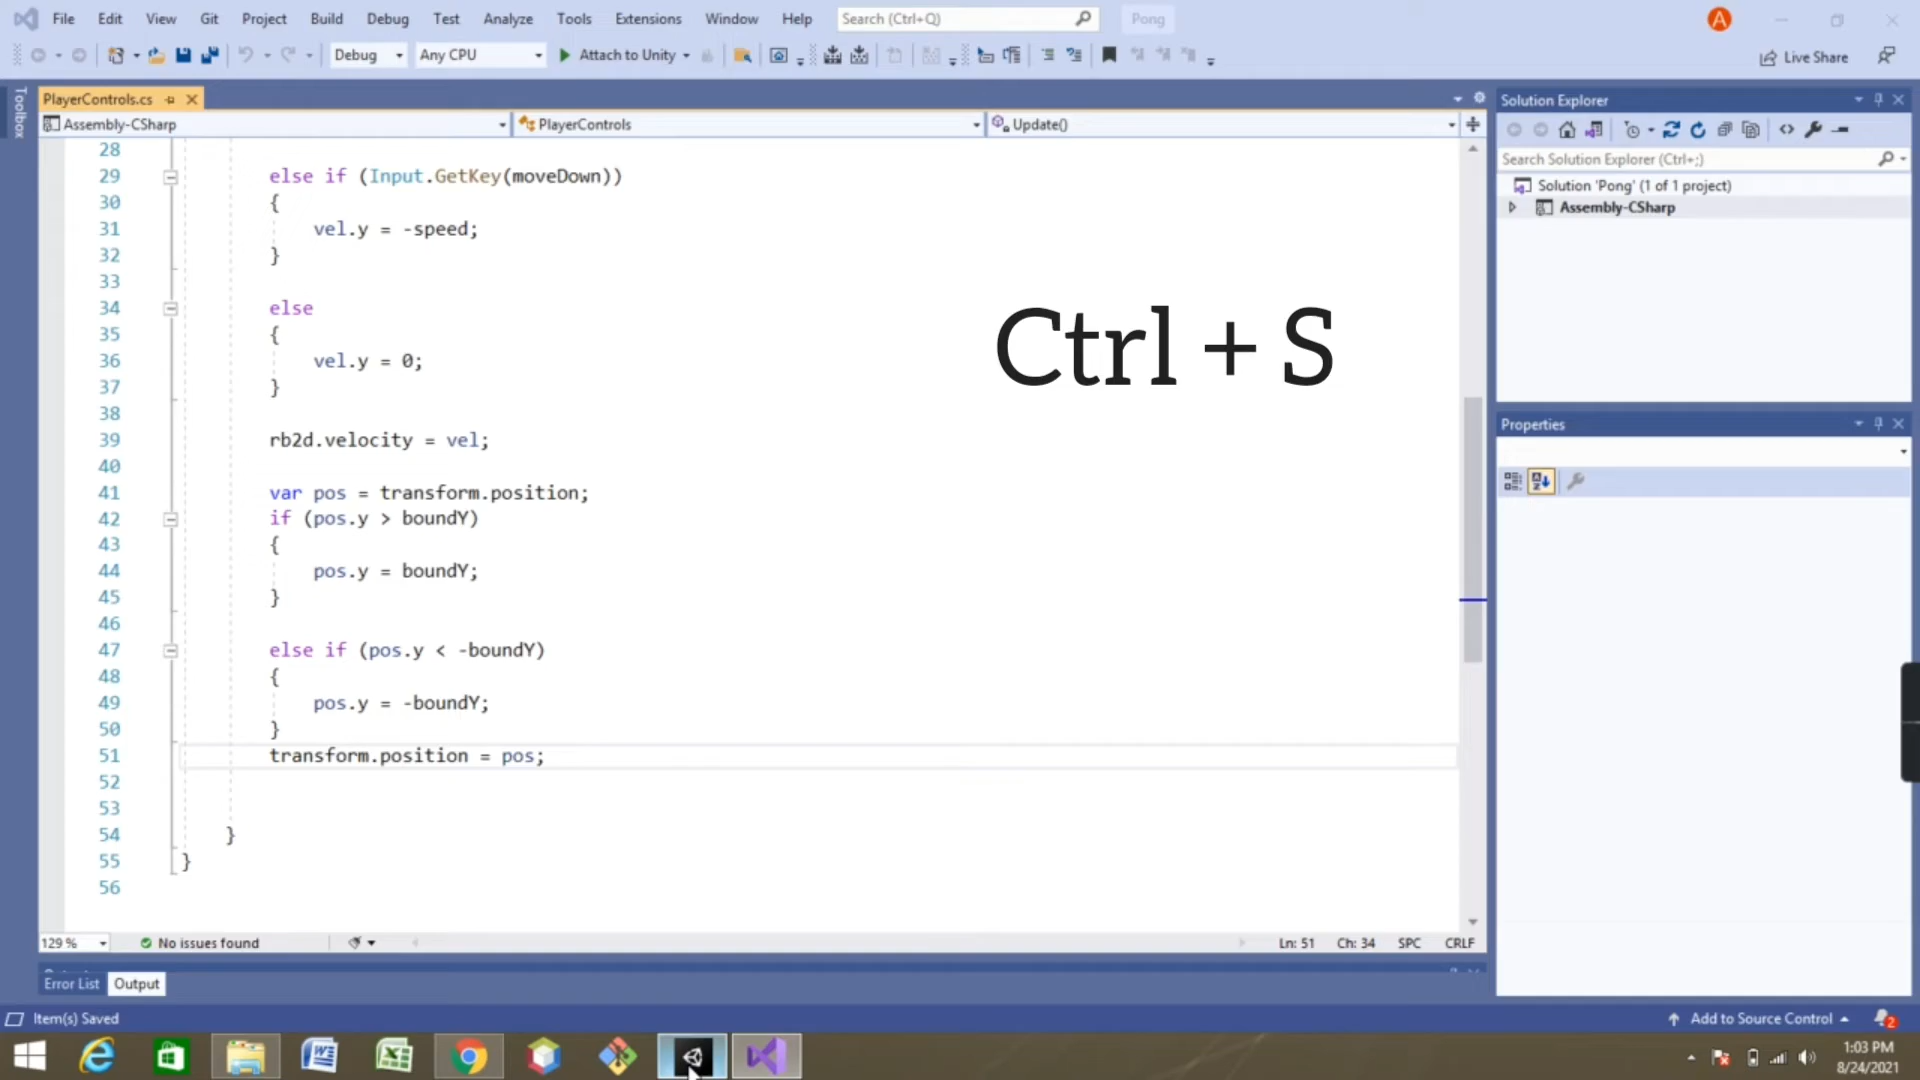 File Edit View Git Project Build Debug Test Analyze Tools Extensions Window Help Search (Ctrl+Q) Pong A
Debug Any CPU Attach to Unity Live Share
Toolbox
PlayerControls.cs
Assembly-CSharp PlayerControls Update()
28
29 else if (Input.GetKey(moveDown))
30 {
31 vel.y = -speed;
32 }
33
34 else
35 {
36 vel.y = 0;
37 }
38
39 rb2d.velocity = vel;
40
41 var pos = transform.position;
42 if (pos.y > boundY)
43 {
44 pos.y = boundY;
45 }
46
47 else if (pos.y < -boundY)
48 {
49 pos.y = -boundY;
50 }
51 transform.position = pos;
52
53
54 }
55 }
56
Ctrl + S
129 % No issues found Ln: 51 Ch: 34 SPC CRLF
Error List Output
Item(s) Saved
Solution Explorer
Search Solution Explorer (Ctrl+;)
Solution 'Pong' (1 of 1 project)
Assembly-CSharp
Properties
Add to Source Control 2
1:03 PM
8/24/2021